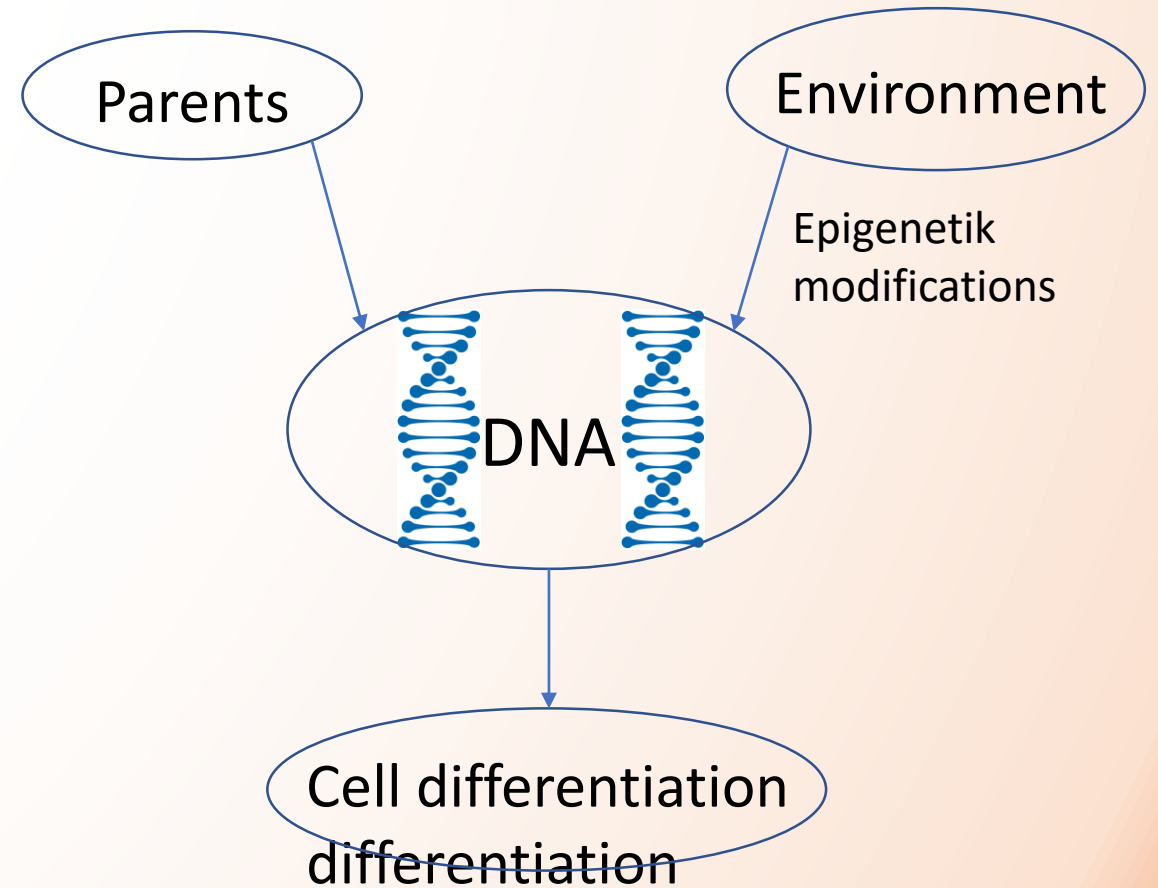 Parents
Environment
Epigenetik
modifications
DNA
Cell differentiation
differentiation